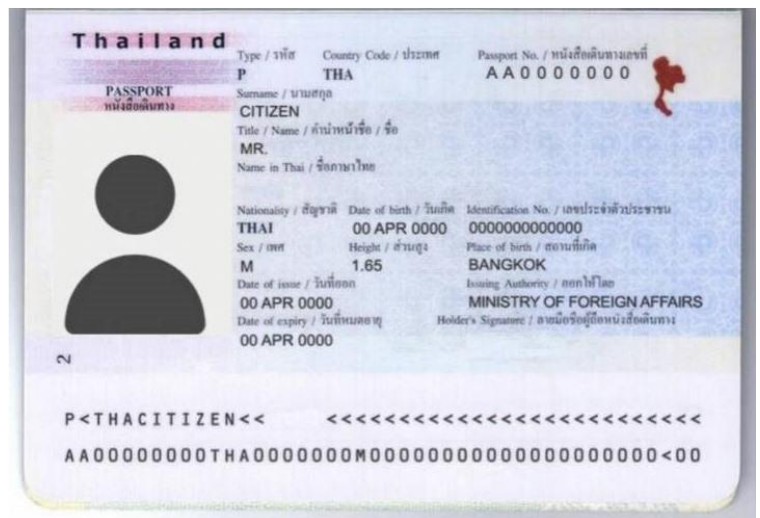 Thailand
PASSPORT
หนังสือเดินทาง
Type / รหัส Country Code / ประเทศ Passport No. / หนังสือเดินทางเลขที่
P THA AA0000000
Surname / นามสกุล
CITIZEN
Title / Name / คำนำหน้าชื่อ / ชื่อ
MR.
Name in Thai / ชื่อภาษาไทย
Nationality / สัญชาติ Date of birth / วันเกิด Identification No. / เลขประจำตัวประชาชน
THAI 00 APR 0000 0000000000000
Sex / เพศ Height / ส่วนสูง Place of birth / สถานที่เกิด
M 1.65 BANGKOK
Date of issue / วันที่ออก Issuing Authority / ออกให้โดย
00 APR 0000 MINISTRY OF FOREIGN AFFAIRS
Date of expiry / วันที่หมดอายุ Holder's Signature / ลายมือชื่อผู้ถือหนังสือเดินทาง
00 APR 0000
2
P<THACITIZEN<< <<<<<<<<<<<<<<<<<<<<<<<<<<
AA00000000THA0000000M00000000000000000000<00